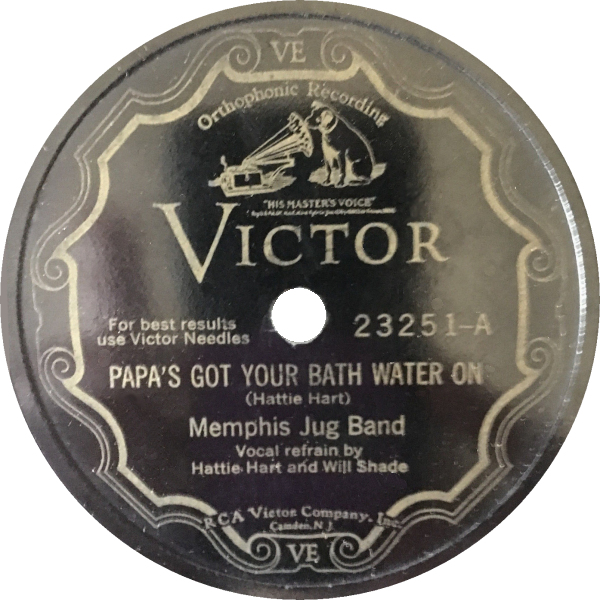 VE
Orthophonic Recording
"HIS MASTER'S VOICE"
VICTOR
For best results
use Victor Needles
23251-A
PAPA'S GOT YOUR BATH WATER ON
(Hattie Hart)
Memphis Jug Band
Vocal refrain by
Hattie Hart and Will Shade
RCA Victor Company, Inc.
Camden, N.J.
VE